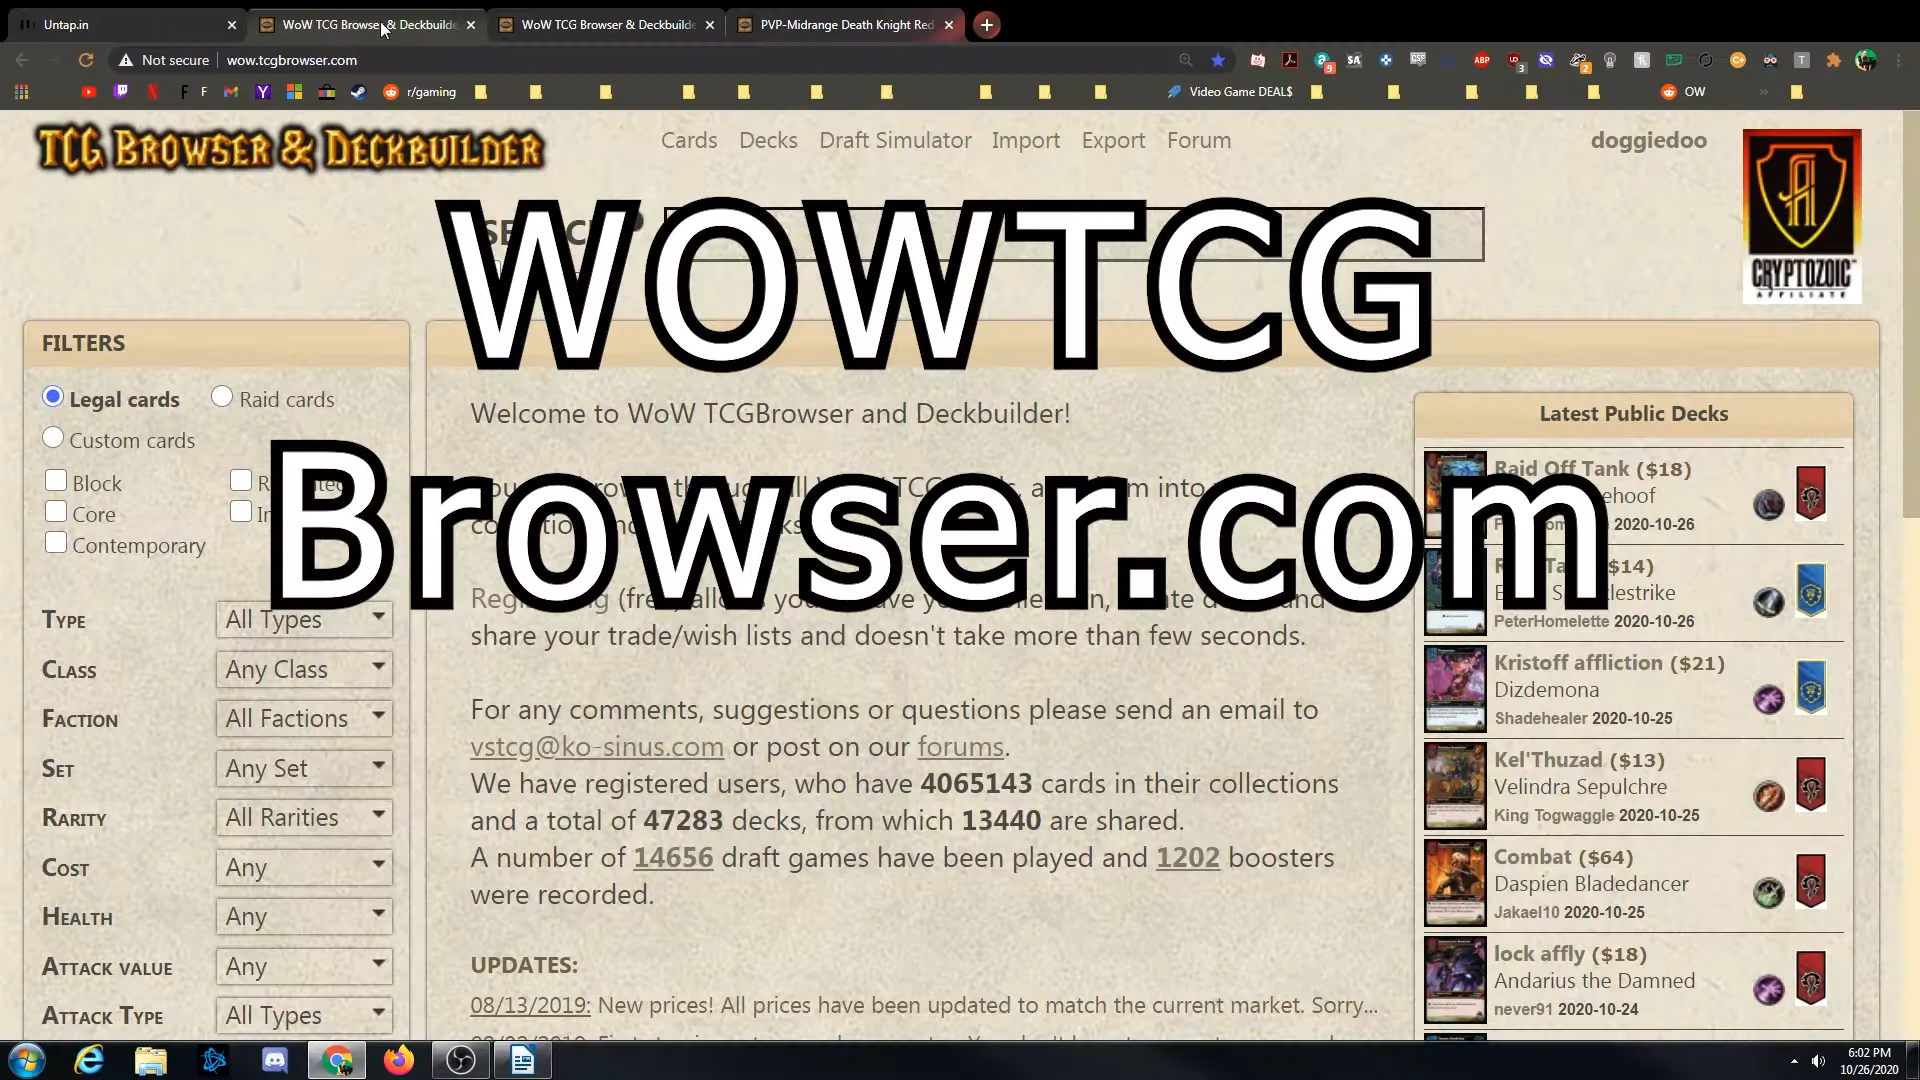 Untap.in
WoW TCG Browser & Deckbuilde
WoW TCG Browser & Deckbuilde
PVP-Midrange Death Knight Red
Not secure
wow.tcgbrowser.com
r/gaming
Video Game DEAL$
OW
TCG Browser & Deckbuilder
Cards
Decks
Draft Simulator
Import
Export
Forum
doggiedoo
CRYPTOZOIC
AFFILIATE
WOWTCG
Browser.com
FILTERS
Legal cards
Raid cards
Custom cards
Block
Core
Contemporary
Type
All Types
Class
Any Class
Faction
All Factions
Set
Any Set
Rarity
All Rarities
Cost
Any
Health
Any
Attack value
Any
Attack Type
All Types
Welcome to WoW TCGBrowser and Deckbuilder!
share your trade/wish lists and doesn't take more than few seconds.
For any comments, suggestions or questions please send an email to
vstcg@ko-sinus.com or post on our forums.
We have registered users, who have 4065143 cards in their collections
and a total of 47283 decks, from which 13440 are shared.
A number of 14656 draft games have been played and 1202 boosters
were recorded.
UPDATES:
08/13/2019: New prices! All prices have been updated to match the current market. Sorry...
Latest Public Decks
Raid Off Tank ($18)
2020-10-26
($14)
PeterHomelette 2020-10-26
Kristoff affliction ($21)
Dizdemona
Shadehealer 2020-10-25
Kel'Thuzad ($13)
Velindra Sepulchre
King Togwaggle 2020-10-25
Combat ($64)
Daspien Bladedancer
Jakael10 2020-10-25
lock affly ($18)
Andarius the Damned
never91 2020-10-24
6:02 PM
10/26/2020